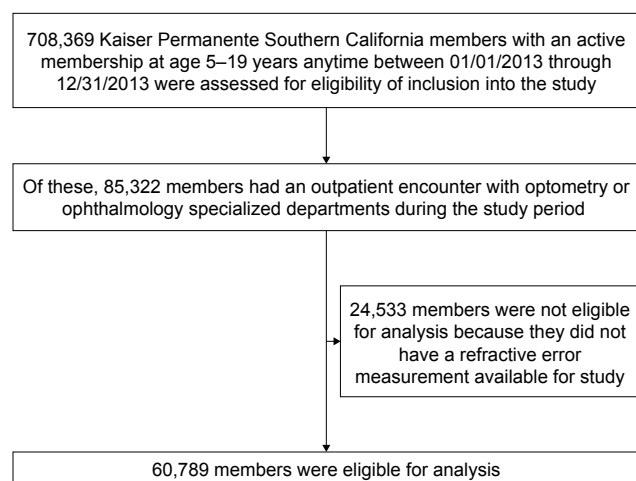 708,369 Kaiser Permanente Southern California members with an active
membership at age 5–19 years anytime between 01/01/2013 through
12/31/2013 were assessed for eligibility of inclusion into the study
Of these, 85,322 members had an outpatient encounter with optometry or
ophthalmology specialized departments during the study period
24,533 members were not eligible
for analysis because they did not
have a refractive error
measurement available for study
60,789 members were eligible for analysis